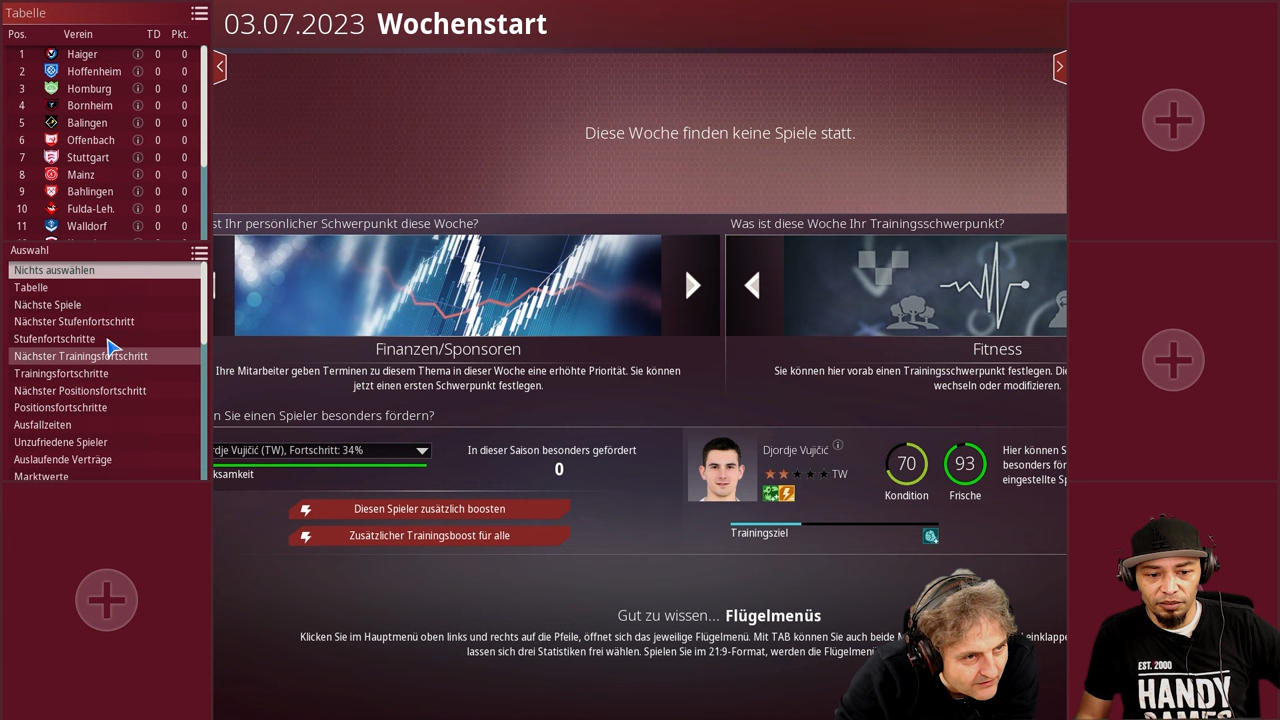 Tabelle
Pos. Verein TD Pkt.
1 Haiger 0 0
2 Hoffenheim 0 0
3 Homburg 0 0
4 Bornheim 0 0
5 Balingen 0 0
6 Offenbach 0 0
7 Stuttgart 0 0
8 Mainz 0 0
9 Bahlingen 0 0
10 Fulda-Leh. 0 0
11 Walldorf 0 0
Auswahl
Nichts auswählen
Tabelle
Nächste Spiele
Nächster Stufenfortschritt
Stufenfortschritte
Nächster Trainingsfortschritt
Trainingsfortschritte
Nächster Positionsfortschritt
Positionsfortschritte
Ausfallzeiten
Unzufriedene Spieler
Auslaufende Verträge
Marktwerte
03.07.2023 Wochenstart
Diese Woche finden keine Spiele statt.
st Ihr persönlicher Schwerpunkt diese Woche?
Finanzen/Sponsoren
Ihre Mitarbeiter geben Terminen zu diesem Thema in dieser Woche eine erhöhte Priorität. Sie können
jetzt einen ersten Schwerpunkt festlegen.
Was ist diese Woche Ihr Trainingsschwerpunkt?
Fitness
Sie können hier vorab einen Trainingsschwerpunkt festlegen. Di
wechseln oder modifizieren.
n Sie einen Spieler besonders fördern?
rdje Vujičić (TW), Fortschritt: 34%
ksamkeit
In dieser Saison besonders gefördert
0
Diesen Spieler zusätzlich boosten
Zusätzlicher Trainingsboost für alle
Djordje Vujičić
TW
70
Kondition
93
Frische
Trainingsziel
Hier können S
besonders för
eingestellte Sp
Gut zu wissen... Flügelmenüs
Klicken Sie im Hauptmenü oben links und rechts auf die Pfeile, öffnet sich das jeweilige Flügelmenü. Mit TAB können Sie auch beide einklappe
lassen sich drei Statistiken frei wählen. Spielen Sie im 21:9-Format, werden die Flügelmenü
EST. 2000
HANDY
GAMES